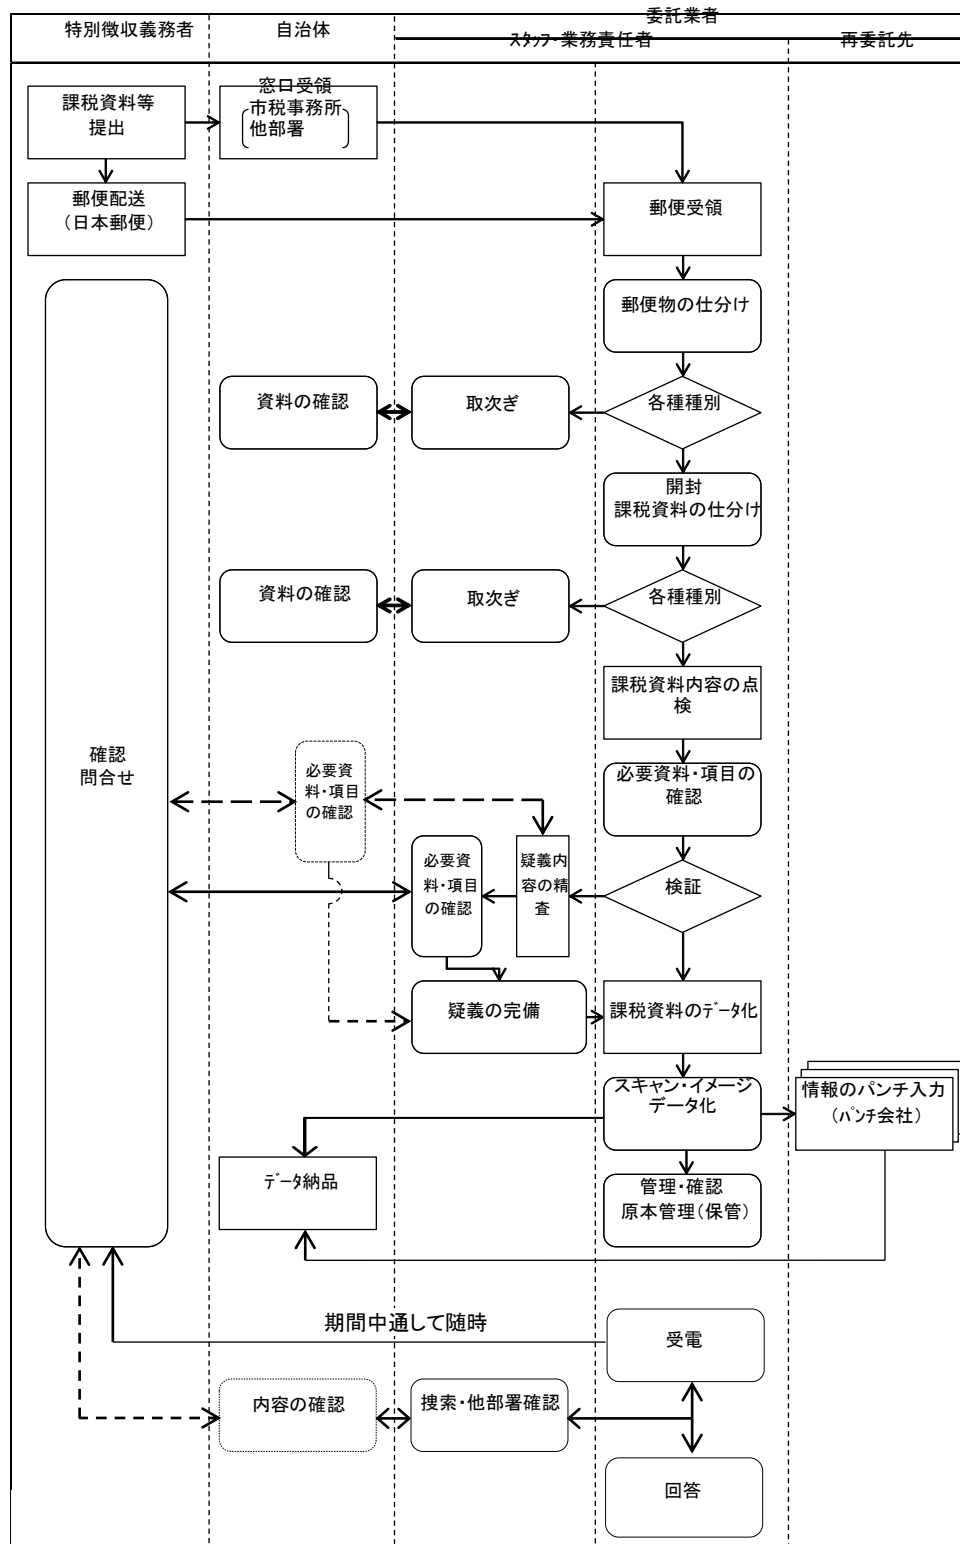 特別徴収義務者
自治体
委託業者
スタッフ・業務責任者
再委託先
課税資料等
提出
窓口受領
市税事務所
他部署
郵便配送
（日本郵便）
郵便受領
郵便物の仕分け
資料の確認
取次ぎ
各種種別
開封
課税資料の仕分け
資料の確認
取次ぎ
各種種別
課税資料内容の点
検
確認
問合せ
必要資
料・項目
の確認
必要資料・項目の
確認
必要資
料・項目
の確認
疑義内
容の精
査
検証
疑義の完備
課税資料のデータ化
スキャン・イメージ
データ化
情報のパンチ入力
（パンチ会社）
データ納品
管理・確認
原本管理（保管）
期間中通して随時
受電
内容の確認
捜索・他部署確認
回答